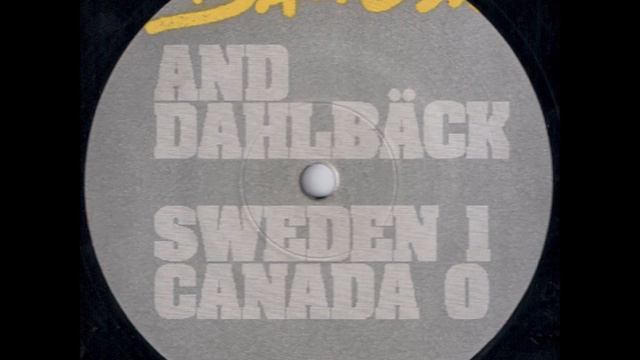 AND
DAHLBÄCK
SWEDEN 1
CANADA 0